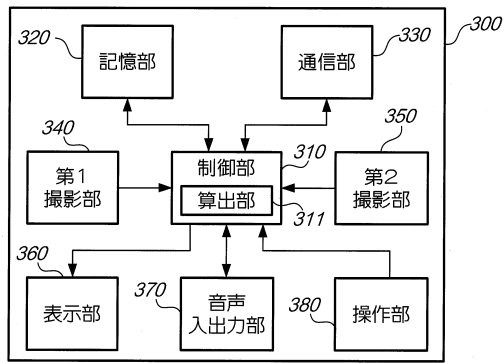 300
320
記憶部
330
通信部
340
第1
撮影部
310
制御部
算出部
311
350
第2
撮影部
360
表示部
370
音声
入出力部
380
操作部